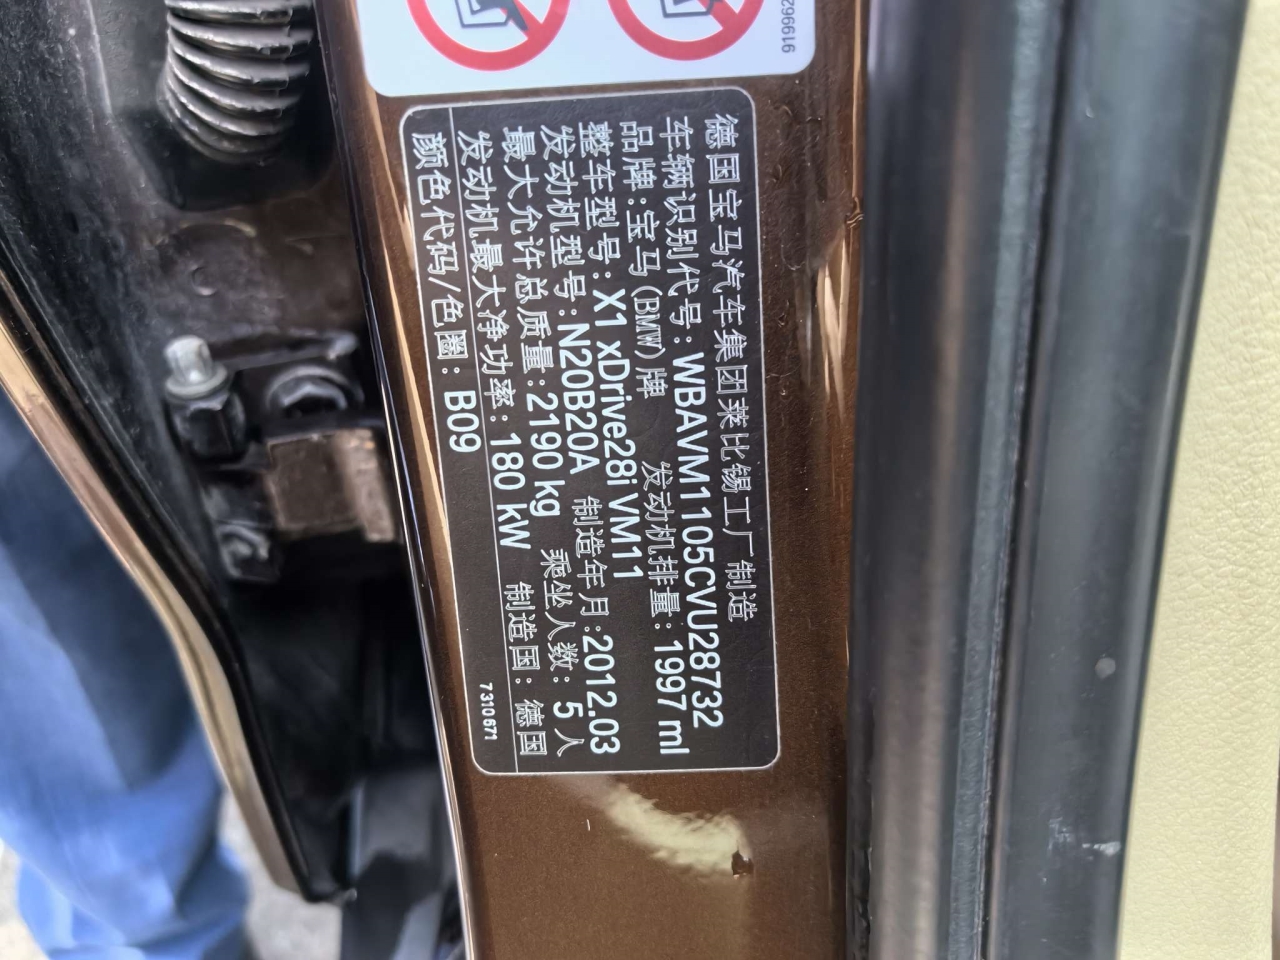 919962
德国宝马汽车集团莱比锡工厂制造
车辆识别代号:WBAVM1105CVU28732
品牌:宝马(BMW)牌 发动机排量:1997 ml
整车型号:X1 xDrive28i VM11
发动机型号:N20B20A 制造年月:2012.03
最大允许总质量:2190 kg 乘坐人数: 5 人
发动机最大净功率:180 kW 制造国: 德国
颜色代码/色圈: B09
7310671